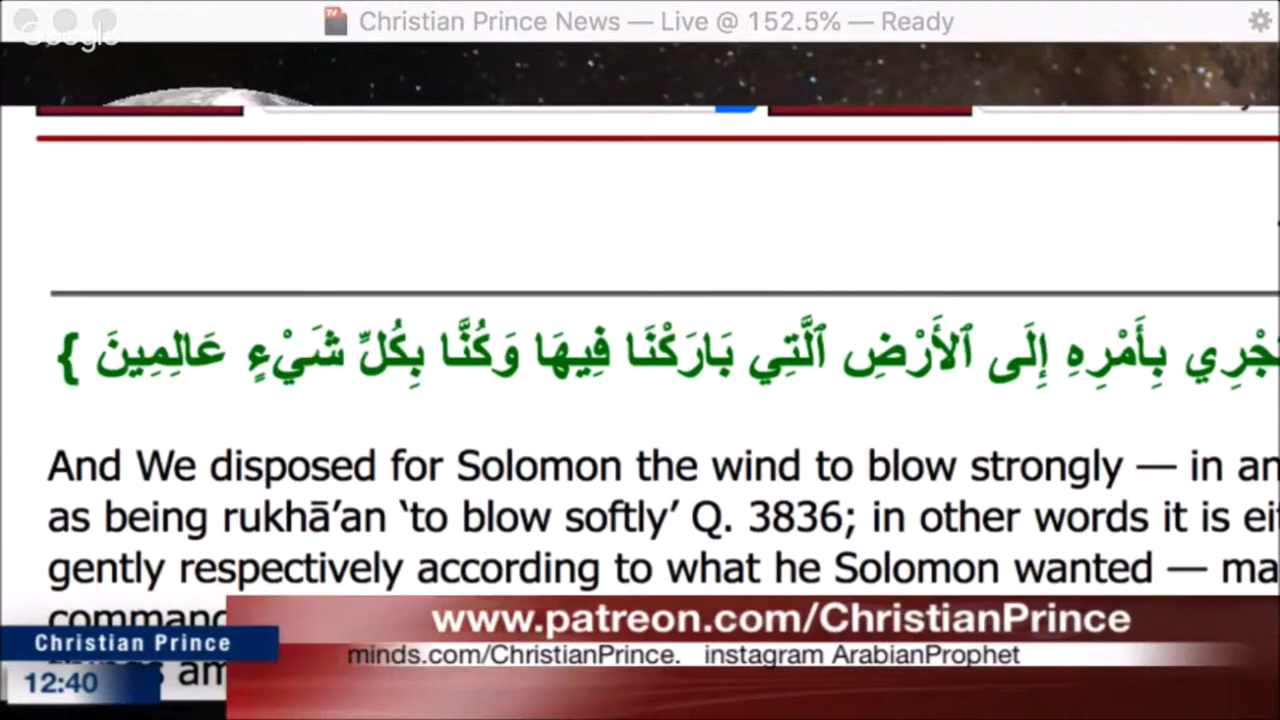 Christian Prince News — Live @ 152.5% — Ready
Google
تَجْرِي بِأَمْرِهِ إِلَى ٱلأَرْضِ ٱلَّتِي بَارَكْنَا فِيهَا وَكُنَّا بِكُلِّ شَيْءٍ عَالِمِينَ }
And We disposed for Solomon the wind to blow strongly — in an
as being rukhā’an ‘to blow softly’ Q. 3836; in other words it is ei
gently respectively according to what he Solomon wanted — ma
www.patreon.com/ChristianPrince
Christian Prince
minds.com/ChristianPrince. instagram ArabianProphet
12:40